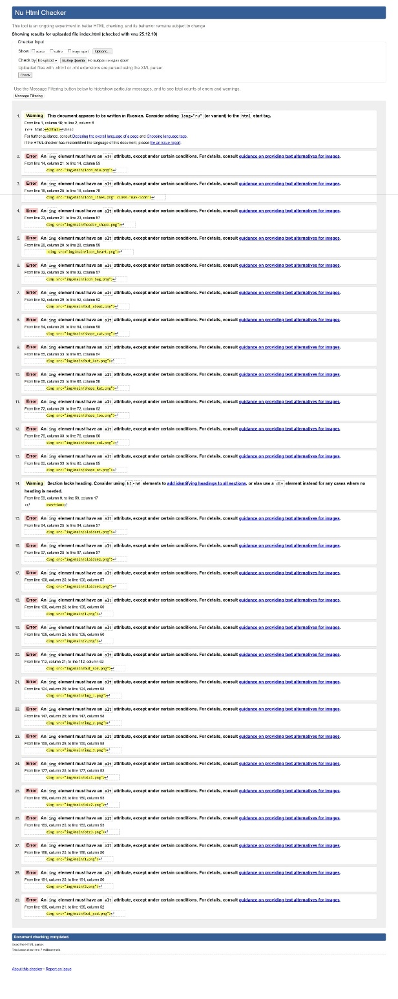 Nu Html Checker
This tool is an ongoing experiment in better HTML checking, and its behavior remains subject to change
Showing results for uploaded file index.html (checked with vnu 25.12.10)
Checker Input
Show source outline image report Options...
Check by file upload Выбор файла Не выбран ни один файл
Uploaded files with .xhtml or .xht extensions are parsed using the XML parser.
Check
Use the Message Filtering button below to hide/show particular messages, and to see total counts of errors and warnings.
Message Filtering
1. Warning This document appears to be written in Russian. Consider adding lang="ru" (or variant) to the html start tag.
From line 1, column 16; to line 2, column 6
TYPE html>↩<html>↩<head
For further guidance, consult Declaring the overall language of a page and Choosing language tags.
If the HTML checker has misidentified the language of this document, please file an issue report.
2. Error An img element must have an alt attribute, except under certain conditions. For details, consult guidance on providing text alternatives for images.
From line 14, column 21; to line 14, column 53
<img src="img/main/icon_miu.png">↩
3. Error An img element must have an alt attribute, except under certain conditions. For details, consult guidance on providing text alternatives for images.
From line 18, column 25; to line 18, column 76
<img src="img/main/icon_lines.png" class="nav-icon">↩
4. Error An img element must have an alt attribute, except under certain conditions. For details, consult guidance on providing text alternatives for images.
From line 23, column 21; to line 23, column 57
<img src="img/main/header_shape.png">↩
5. Error An img element must have an alt attribute, except under certain conditions. For details, consult guidance on providing text alternatives for images.
From line 28, column 20; to line 28, column 55
<img src="img/main/icon_heart.png">↩
6. Error An img element must have an alt attribute, except under certain conditions. For details, consult guidance on providing text alternatives for images.
From line 32, column 25; to line 32, column 57
<img src="img/main/icon_bag.png">↩
7. Error An img element must have an alt attribute, except under certain conditions. For details, consult guidance on providing text alternatives for images.
From line 52, column 29; to line 52, column 62
<img src="img/main/but_about.png">↩
8. Error An img element must have an alt attribute, except under certain conditions. For details, consult guidance on providing text alternatives for images.
From line 54, column 25; to line 54, column 58
<img src="img/main/shape_cat.png">↩
9. Error An img element must have an alt attribute, except under certain conditions. For details, consult guidance on providing text alternatives for images.
From line 65, column 33; to line 65, column 64
<img src="img/main/but_kat.png">↩
10. Error An img element must have an alt attribute, except under certain conditions. For details, consult guidance on providing text alternatives for images.
From line 68, column 25; to line 68, column 58
<img src="img/main/shape_kat.png">↩
11. Error An img element must have an alt attribute, except under certain conditions. For details, consult guidance on providing text alternatives for images.
From line 72, column 29; to line 72, column 62
<img src="img/main/shape_toe.png">↩
12. Error An img element must have an alt attribute, except under certain conditions. For details, consult guidance on providing text alternatives for images.
From line 76, column 33; to line 76, column 66
<img src="img/main/shape_col.png">↩
13. Error An img element must have an alt attribute, except under certain conditions. For details, consult guidance on providing text alternatives for images.
From line 80, column 33; to line 80, column 65
<img src="img/main/shape_ot.png">↩
14. Warning Section lacks heading. Consider using h2-h6 elements to add identifying headings to all sections, or else use a div element instead for any cases where no
heading is needed.
From line 59, column 9; to line 59, column 17
>↩ <section>↩
15. Error An img element must have an alt attribute, except under certain conditions. For details, consult guidance on providing text alternatives for images.
From line 94, column 25; to line 94, column 57
<img src="img/main/slaider1.png">↩
16. Error An img element must have an alt attribute, except under certain conditions. For details, consult guidance on providing text alternatives for images.
From line 97, column 25; to line 97, column 57
<img src="img/main/slaider2.png">↩
17. Error An img element must have an alt attribute, except under certain conditions. For details, consult guidance on providing text alternatives for images.
From line 100, column 25; to line 100, column 57
<img src="img/main/slaider3.png">↩
18. Error An img element must have an alt attribute, except under certain conditions. For details, consult guidance on providing text alternatives for images.
From line 105, column 25; to line 105, column 50
<img src="img/main/1.png">↩
19. Error An img element must have an alt attribute, except under certain conditions. For details, consult guidance on providing text alternatives for images.
From line 108, column 25; to line 108, column 50
<img src="img/main/2.png">↩
20. Error An img element must have an alt attribute, except under certain conditions. For details, consult guidance on providing text alternatives for images.
From line 112, column 21; to line 112, column 52
<img src="img/main/but_kor.png">↩
21. Error An img element must have an alt attribute, except under certain conditions. For details, consult guidance on providing text alternatives for images.
From line 124, column 29; to line 124, column 58
<img src="img/main/img_1.png">↩
22. Error An img element must have an alt attribute, except under certain conditions. For details, consult guidance on providing text alternatives for images.
From line 147, column 29; to line 147, column 58
<img src="img/main/img_2.png">↩
23. Error An img element must have an alt attribute, except under certain conditions. For details, consult guidance on providing text alternatives for images.
From line 150, column 29; to line 150, column 58
<img src="img/main/img_3.png">↩
24. Error An img element must have an alt attribute, except under certain conditions. For details, consult guidance on providing text alternatives for images.
From line 177, column 25; to line 177, column 53
<img src="img/main/otz1.png">↩
25. Error An img element must have an alt attribute, except under certain conditions. For details, consult guidance on providing text alternatives for images.
From line 180, column 25; to line 180, column 53
<img src="img/main/otz2.png">↩
26. Error An img element must have an alt attribute, except under certain conditions. For details, consult guidance on providing text alternatives for images.
From line 183, column 25; to line 183, column 53
<img src="img/main/otz3.png">↩
27. Error An img element must have an alt attribute, except under certain conditions. For details, consult guidance on providing text alternatives for images.
From line 188, column 25; to line 188, column 50
<img src="img/main/1.png">↩
28. Error An img element must have an alt attribute, except under certain conditions. For details, consult guidance on providing text alternatives for images.
From line 191, column 25; to line 191, column 50
<img src="img/main/2.png">↩
29. Error An img element must have an alt attribute, except under certain conditions. For details, consult guidance on providing text alternatives for images.
From line 195, column 21; to line 195, column 52
<img src="img/main/but_pod.png">↩
Document checking completed.
Used the HTML parser.
Total execution time 7 milliseconds.
About this checker • Report an issue